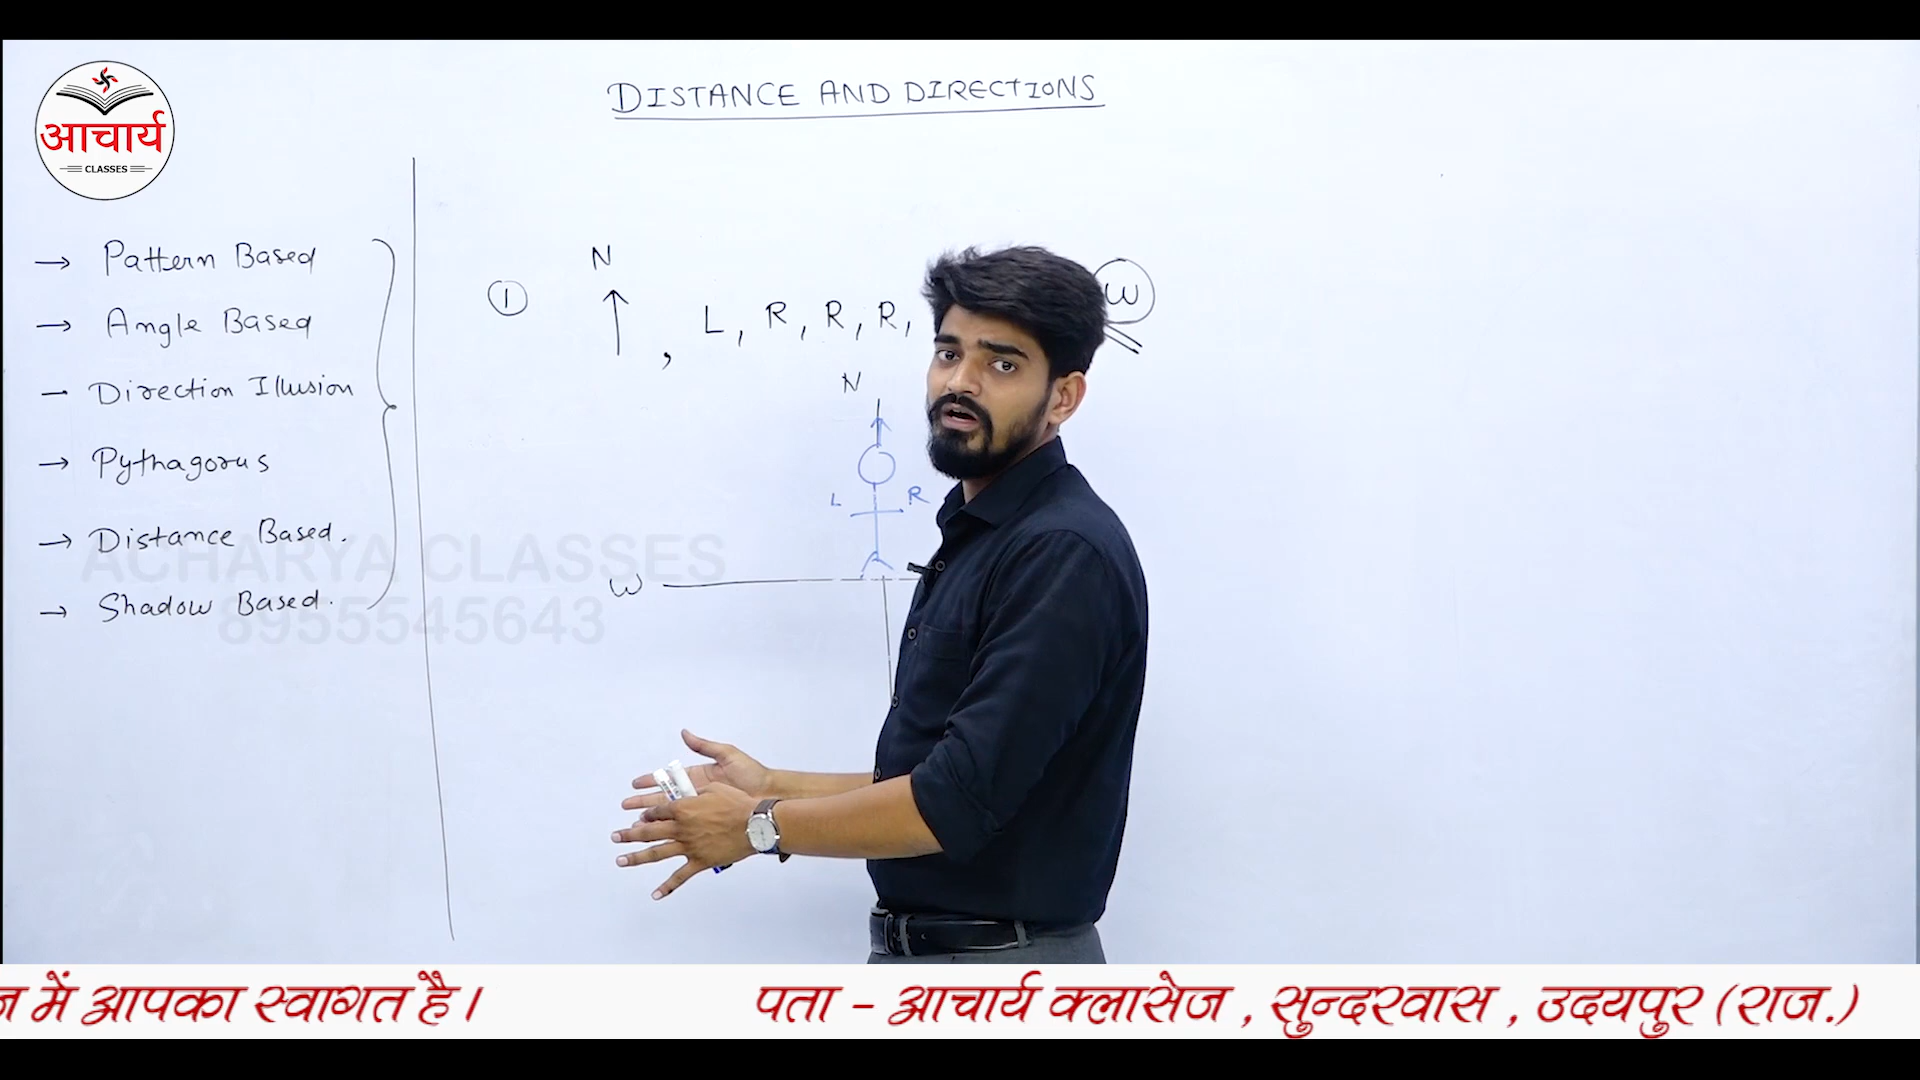 आचार्य
CLASSES
DISTANCE AND DIRECTIONS
→ Pattern Based
→ Angle Based
- Direction Illusion
→ Pythagorus
→ Distance Based.
→ Shadow Based.
ACHARYA CLASSES
8955545643
① N
↑ , L, R, R, R,
W
N
L R
W
में आपका स्वागत है।
पता - आचार्य क्लासेज, सुन्दरवास, उदयपुर (राज.)